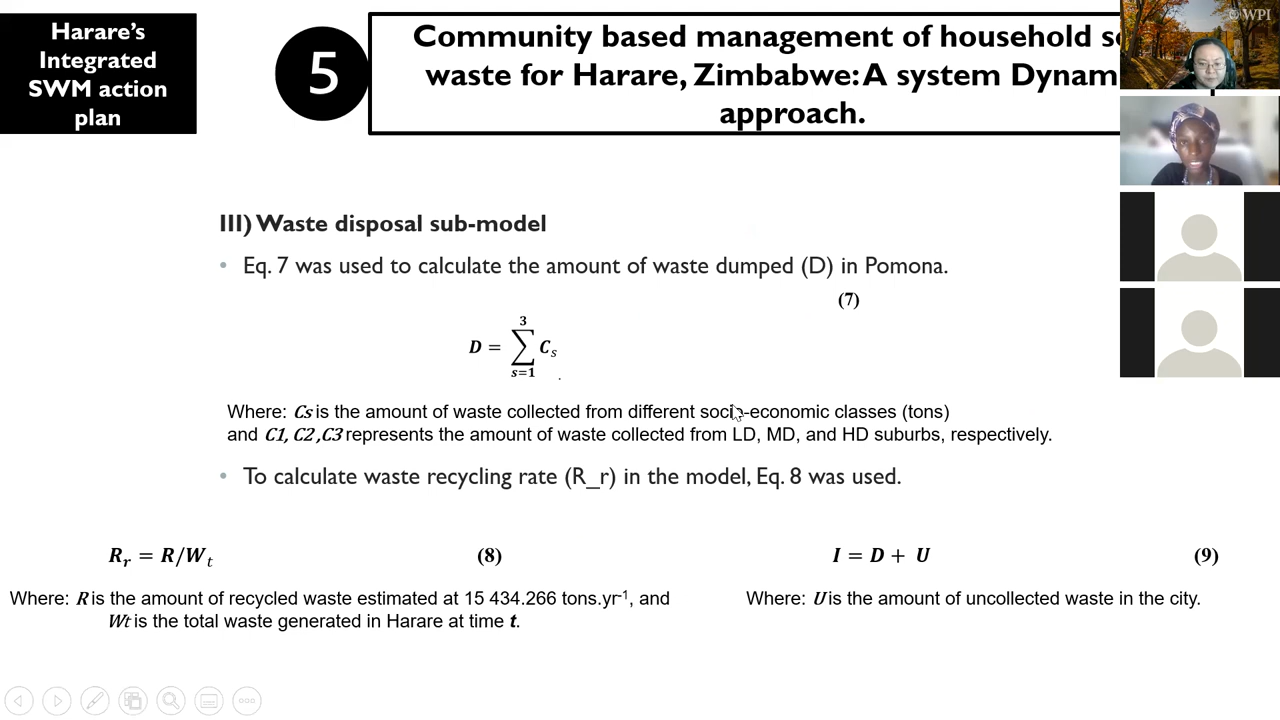 Harare's
Integrated
SWM action
plan
5
Community based management of household
waste for Harare, Zimbabwe: A system
approach.
© WPI
III) Waste disposal sub-model
• Eq. 7 was used to calculate the amount of waste dumped (D) in Pomona.
(7)
D = ∑ s=1 3 Cs
Where: Cs is the amount of waste collected from different socio-economic classes (tons)
and C1, C2 ,C3 represents the amount of waste collected from LD, MD, and HD suburbs, respectively.
• To calculate waste recycling rate (R_r) in the model, Eq. 8 was used.
Rr = R/Wt (8)
I = D + U (9)
Where: R is the amount of recycled waste estimated at 15 434.266 tons.yr-1, and
Wt is the total waste generated in Harare at time t.
Where: U is the amount of uncollected waste in the city.